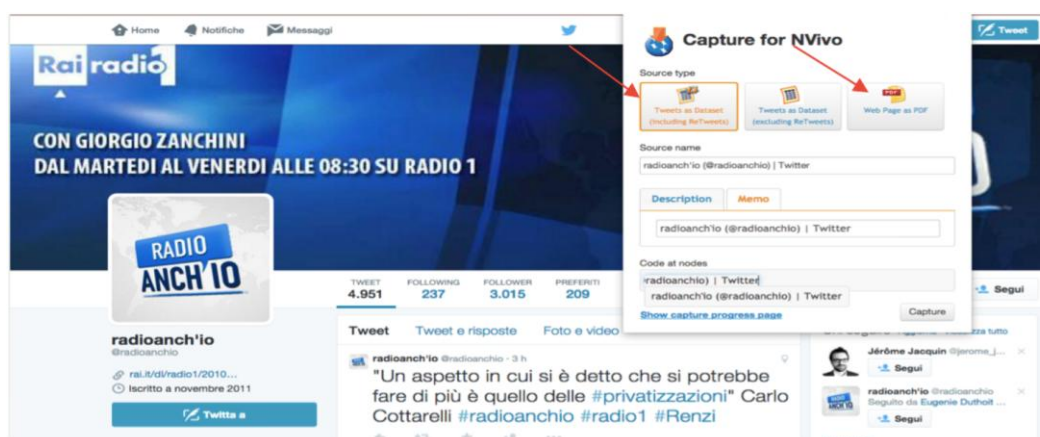 Home Notifiche Messaggi
Tweet
Rai radio1
CON GIORGIO ZANCHINI
DAL MARTEDI AL VENERDI ALLE 08:30 SU RADIO 1
RADIO
ANCH'IO
Capture for NVivo
Source type
Tweets as Dataset
(including ReTweets)
Tweets as Dataset
(excluding ReTweets)
PDF
Web Page as PDF
Source name
radioanch'io (@radioanchio) | Twitter
Description Memo
radioanch'io (@radioanchio) | Twitter
Code at nodes
radioanchio) | Twitter
radioanch'io (@radioanchio) | Twitter
Show capture progress page
Capture
TWEET FOLLOWING FOLLOWER PREFERITI
4.951 237 3.015 209
Segui
radioanch'io
@radioanchio
rai.it/dl/radio1/2010...
Iscritto a novembre 2011
Twitta a
Tweet Tweet e risposte Foto e video
radioanch'io @radioanchio · 3 h
"Un aspetto in cui si è detto che si potrebbe
fare di più è quello delle #privatizzazioni" Carlo
Cottarelli #radioanchio #radio1 #Renzi
tutto
Jérôme Jacquin @jerome_j...
Segui
radioanch'io @radioanchio
Seguito da Eugenie Duthoit ...
Segui